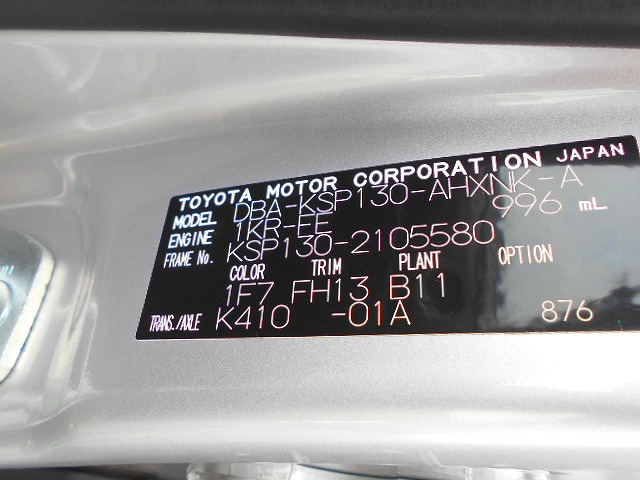 TOYOTA MOTOR CORPORATION JAPAN
MODEL DBA-KSP130-AHXNK-A
ENGINE 1KR-FE 996 mL
FRAME No. KSP130-2105580
COLOR TRIM PLANT OPTION
1F7 FH13 B11
TRANS./AXLE K410 -01A 876